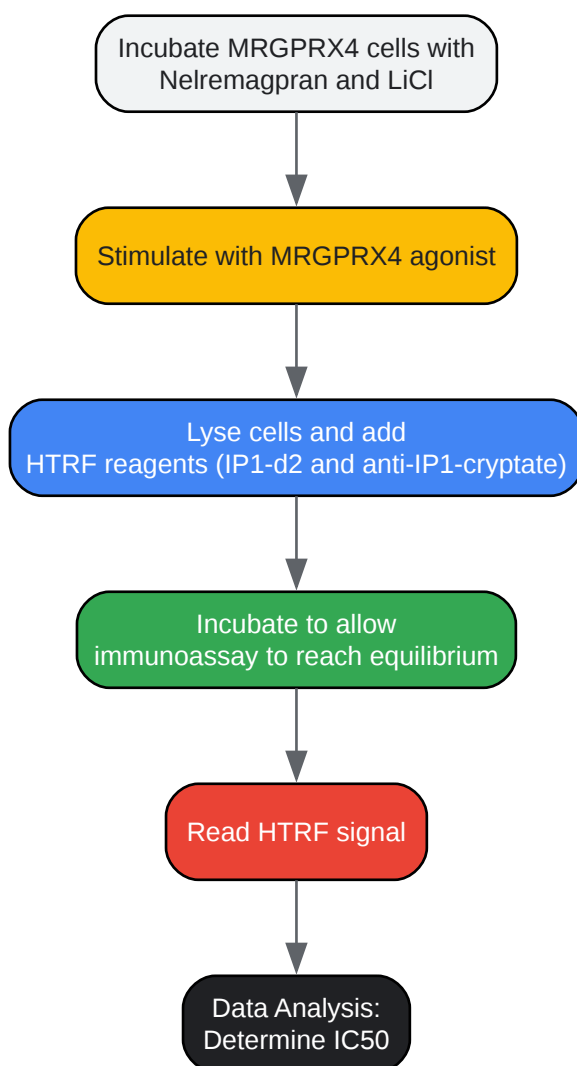 Incubate MRGPRX4 cells with
Nelremagpran and LiCl
Stimulate with MRGPRX4 agonist
Lyse cells and add
HTRF reagents (IP1-d2 and anti-IP1-cryptate)
Incubate to allow
immunoassay to reach equilibrium
Read HTRF signal
Data Analysis:
Determine IC50